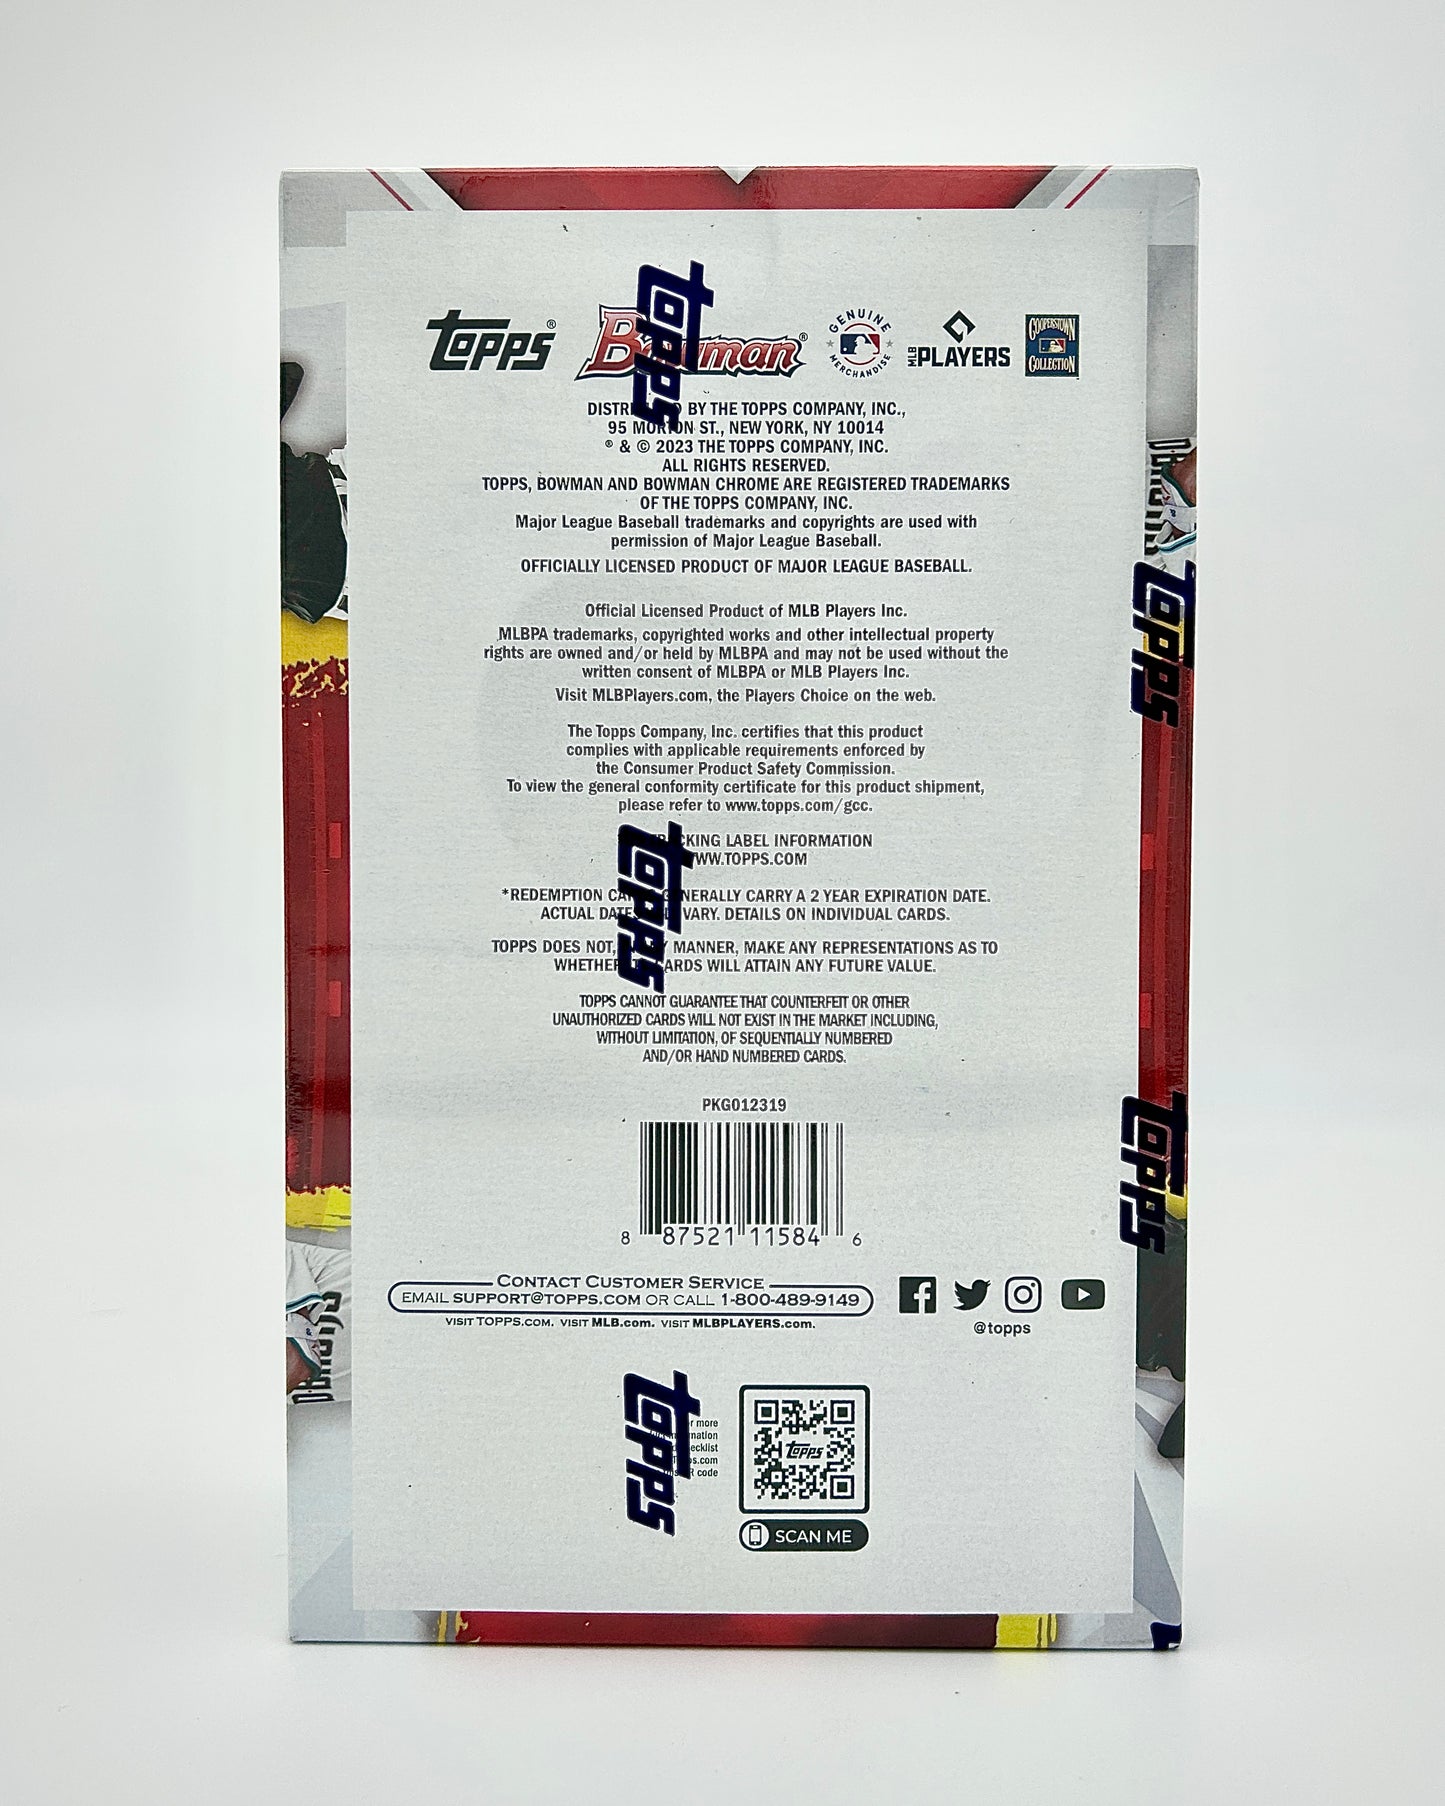 Topps®
Bowman®
GENUINE MERCHANDISE
MLB PLAYERS
COOPERSTOWN COLLECTION
BY THE TOPPS COMPANY, INC.,
95 MORTON ST., NEW YORK, NY 10014
® & © 2023 THE TOPPS COMPANY, INC.
ALL RIGHTS RESERVED.
TOPPS, BOWMAN AND BOWMAN CHROME ARE REGISTERED TRADEMARKS
OF THE TOPPS COMPANY, INC.
Major League Baseball trademarks and copyrights are used with
permission of Major League Baseball.
OFFICIALLY LICENSED PRODUCT OF MAJOR LEAGUE BASEBALL.
Official Licensed Product of MLB Players Inc.
MLBPA trademarks, copyrighted works and other intellectual property
rights are owned and/or held by MLBPA and may not be used without the
written consent of MLBPA or MLB Players Inc.
Visit MLBPlayers.com, the Players Choice on the web.
The Topps Company, Inc. certifies that this product
complies with applicable requirements enforced by
the Consumer Product Safety Commission.
To view the general conformity certificate for this product shipment,
please refer to www.topps.com/gcc.
LABEL INFORMATION
WWW.TOPPS.COM
*REDEMPTION GENERALLY CARRY A 2 YEAR EXPIRATION DATE.
ACTUAL DATES VARY. DETAILS ON INDIVIDUAL CARDS.
TOPPS DOES NOT, MANNER, MAKE ANY REPRESENTATIONS AS TO
WHETHER CARDS WILL ATTAIN ANY FUTURE VALUE.
TOPPS CANNOT GUARANTEE THAT COUNTERFEIT OR OTHER
UNAUTHORIZED CARDS WILL NOT EXIST IN THE MARKET INCLUDING,
WITHOUT LIMITATION, OF SEQUENTIALLY NUMBERED
AND/OR HAND NUMBERED CARDS.
PKG012319
8 87521 11584 6
CONTACT CUSTOMER SERVICE
EMAIL SUPPORT@TOPPS.COM OR CALL 1-800-489-9149
VISIT TOPPS.COM. VISIT MLB.com. VISIT MLBPLAYERS.com.
@topps
more
code
Topps
SCAN ME
Topps
Topps
Topps
Topps
Topps